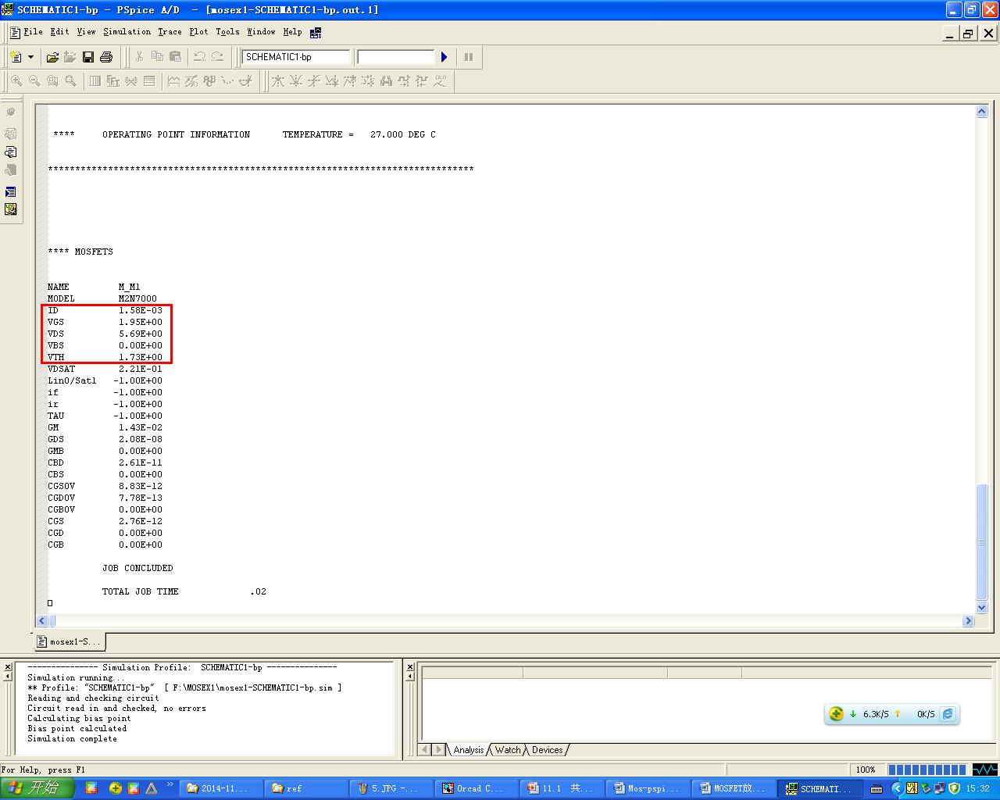 SCHEMATIC1-bp - PSpice A/D - [mosex1-SCHEMATIC1-bp.out.1]
File Edit View Simulation Trace Plot Tools Window Help
SCHEMATIC1-bp
**** OPERATING POINT INFORMATION TEMPERATURE = 27.000 DEG C
******************************************************************************
**** MOSFETS
NAME M_M1
MODEL M2N7000
ID 1.58E-03
VGS 1.95E+00
VDS 5.69E+00
VBS 0.00E+00
VTH 1.73E+00
VDSAT 2.21E-01
Lin0/Sat1 -1.00E+00
if -1.00E+00
ir -1.00E+00
TAU -1.00E+00
GM 1.43E-02
GDS 2.08E-08
GMB 0.00E+00
CBD 2.61E-11
CBS 0.00E+00
CGSOV 8.83E-12
CGDOV 7.78E-13
CGBOV 0.00E+00
CGS 2.76E-12
CGD 0.00E+00
CGB 0.00E+00
JOB CONCLUDED
TOTAL JOB TIME .02
mosex1-S...
--------------- Simulation Profile: SCHEMATIC1-bp ---------------
Simulation running...
** Profile: "SCHEMATIC1-bp" [ F:\MOSEX1\mosex1-SCHEMATIC1-bp.sim ]
Reading and checking circuit
Circuit read in and checked, no errors
Calculating bias point
Bias point calculated
Simulation complete
6.3K/S 0K/S
Analysis Watch Devices
For Help, press F1 100%
开始 2014-11... ref 5.JPG -... Orcad C... 11.1 共... Mos-pspi... MOSFET放... SCHEMATI... 15:32